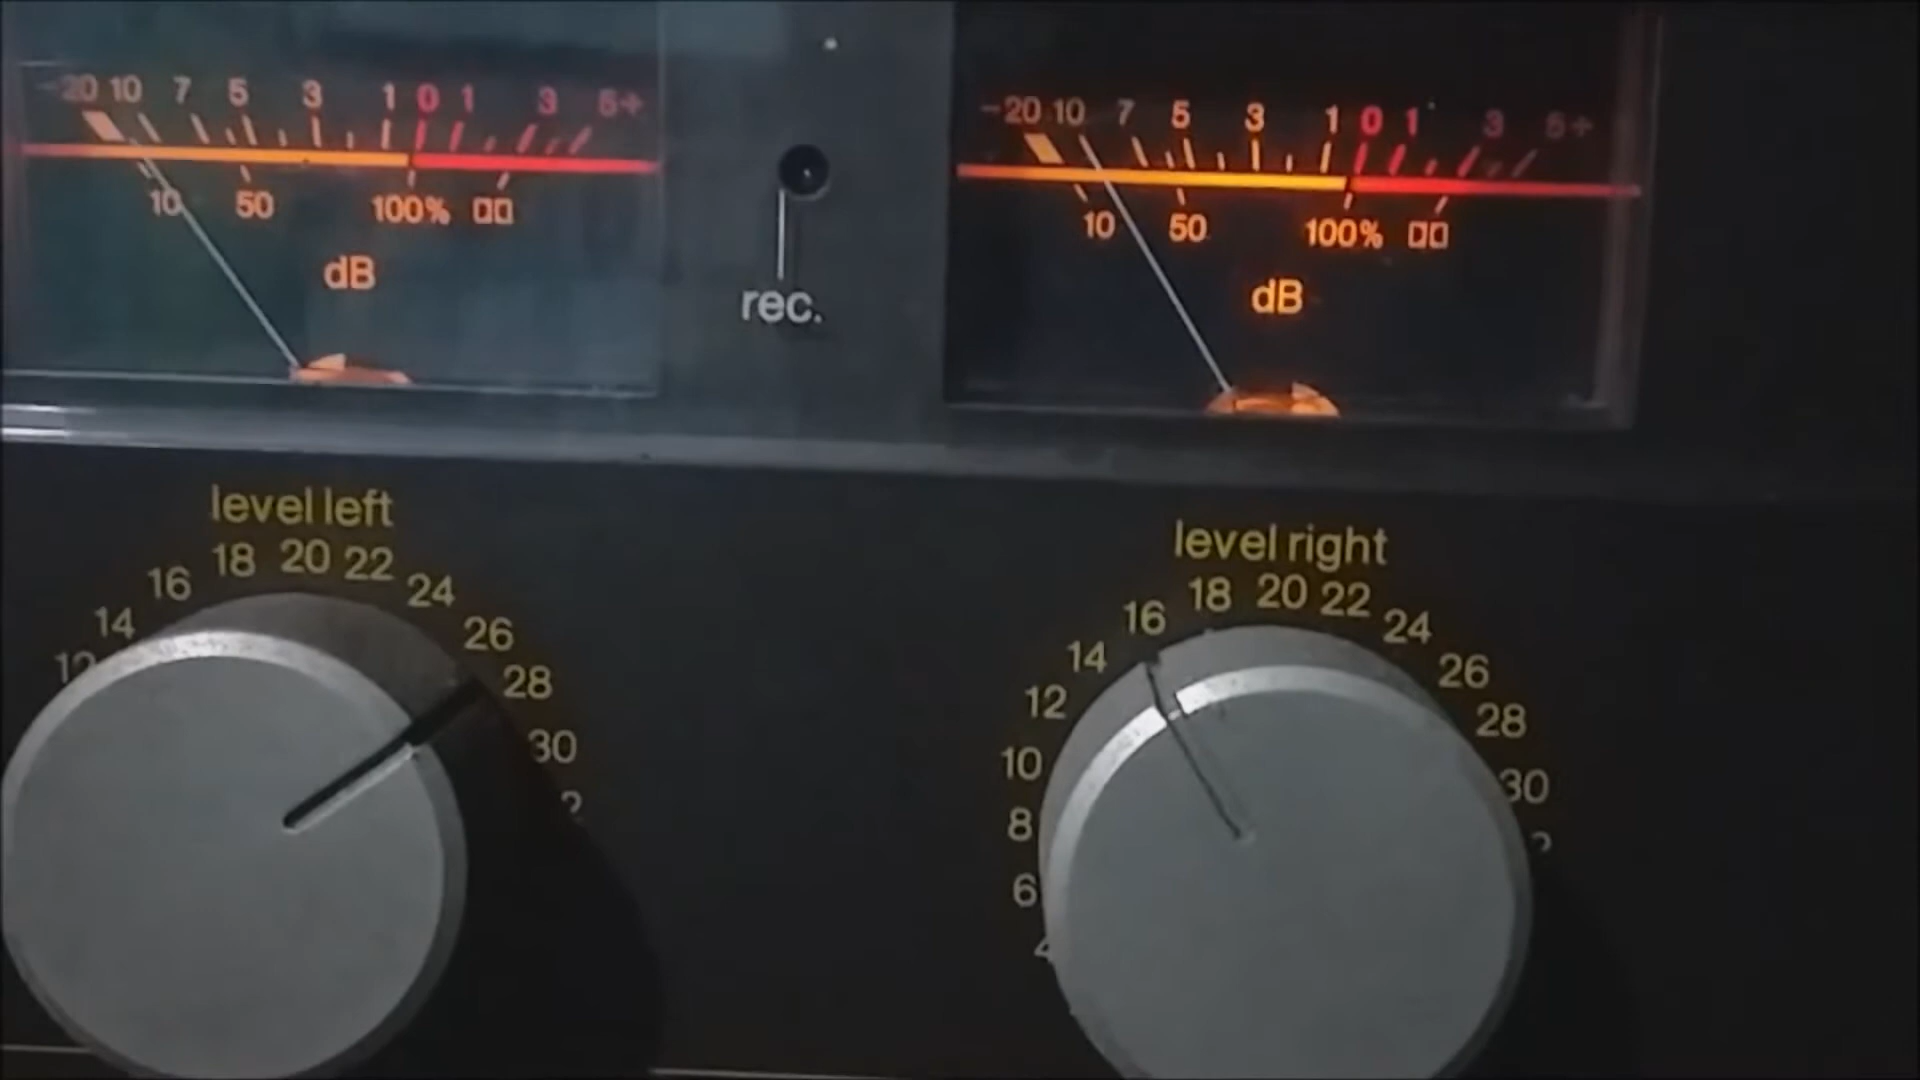 -20 10 7 5 3 1 0 1 3 5+
10 50 100%
dB
rec.
-20 10 7 5 3 1 0 1 3 5+
10 50 100%
dB
level left
12 14 16 18 20 22 24 26 28 30
level right
4 6 8 10 12 14 16 18 20 22 24 26 28 30